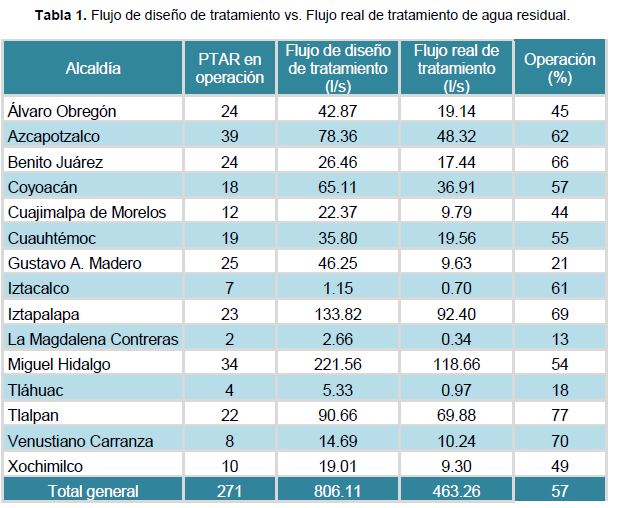 Tabla 1. Flujo de diseño de tratamiento vs. Flujo real de tratamiento de agua residual.
Alcaldía PTAR en operación Flujo de diseño de tratamiento (l/s) Flujo real de tratamiento (l/s) Operación (%)
Álvaro Obregón 24 42.87 19.14 45
Azcapotzalco 39 78.36 48.32 62
Benito Juárez 24 26.46 17.44 66
Coyoacán 18 65.11 36.91 57
Cuajimalpa de Morelos 12 22.37 9.79 44
Cuauhtémoc 19 35.80 19.56 55
Gustavo A. Madero 25 46.25 9.63 21
Iztacalco 7 1.15 0.70 61
Iztapalapa 23 133.82 92.40 69
La Magdalena Contreras 2 2.66 0.34 13
Miguel Hidalgo 34 221.56 118.66 54
Tláhuac 4 5.33 0.97 18
Tlalpan 22 90.66 69.88 77
Venustiano Carranza 8 14.69 10.24 70
Xochimilco 10 19.01 9.30 49
Total general 271 806.11 463.26 57